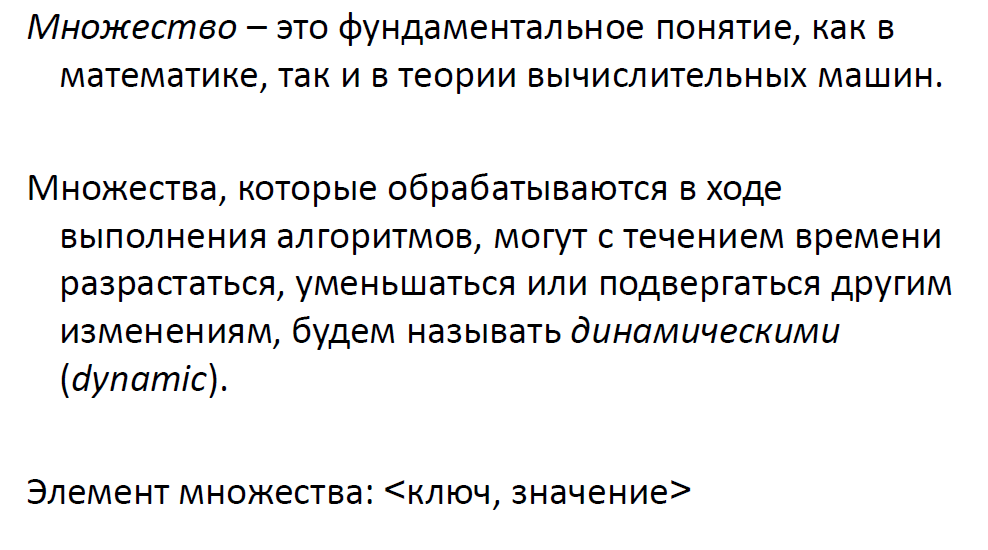 Множество – это фундаментальное понятие, как в
математике, так и в теории вычислительных машин.
Множества, которые обрабатываются в ходе
выполнения алгоритмов, могут с течением времени
разрастаться, уменьшаться или подвергаться другим
изменениям, будем называть динамическими
(dynamic).
Элемент множества: <ключ, значение>